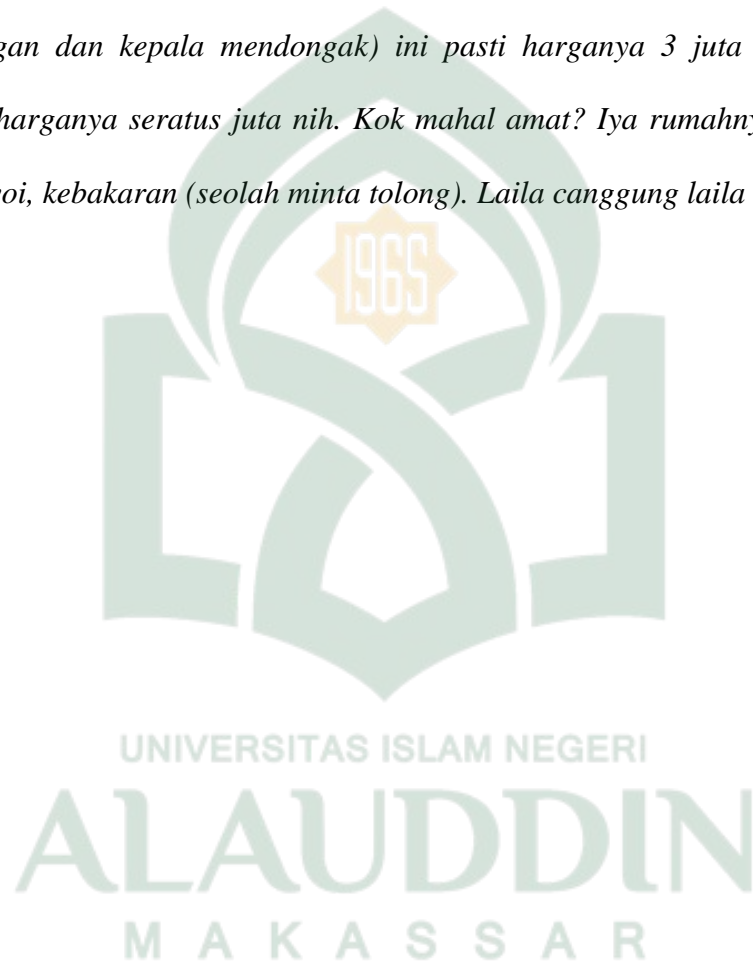 gan dan kepala mendongak) ini pasti harganya 3 juta
harganya seratus juta nih. Kok mahal amat? Iya rumahny
oi, kebakaran (seolah minta tolong). Laila canggung laila
1965
UNIVERSITAS ISLAM NEGERI
ALAUDDIN
MAKASSAR